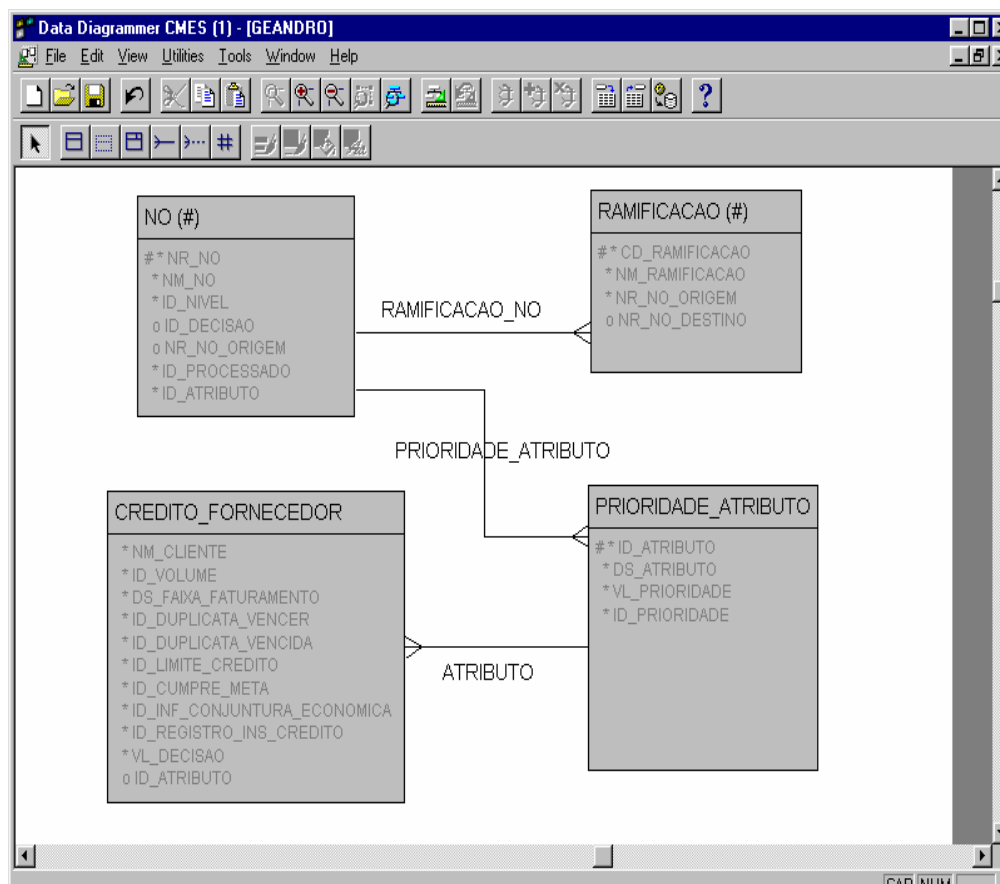 Data Diagrammer CMES (1) - [GEANDRO]
File Edit View Utilities Tools Window Help
NO (#)
#* NR_NO
* NM_NO
* ID_NIVEL
o ID_DECISAO
o NR_NO_ORIGEM
* ID_PROCESSADO
* ID_ATRIBUTO
RAMIFICACAO_NO
RAMIFICACAO (#)
#* CD_RAMIFICACAO
* NM_RAMIFICACAO
* NR_NO_ORIGEM
o NR_NO_DESTINO
PRIORIDADE_ATRIBUTO
CREDITO_FORNECEDOR
* NM_CLIENTE
* ID_VOLUME
* DS_FAIXA_FATURAMENTO
* ID_DUPLICATA_VENCER
* ID_DUPLICATA_VENCIDA
* ID_LIMITE_CREDITO
* ID_CUMPRE_META
* ID_INF_CONJUNTURA_ECONOMICA
* ID_REGISTRO_INS_CREDITO
* VL_DECISAO
o ID_ATRIBUTO
ATRIBUTO
PRIORIDADE_ATRIBUTO
#* ID_ATRIBUTO
* DS_ATRIBUTO
* VL_PRIORIDADE
* ID_PRIORIDADE
CAP NUM